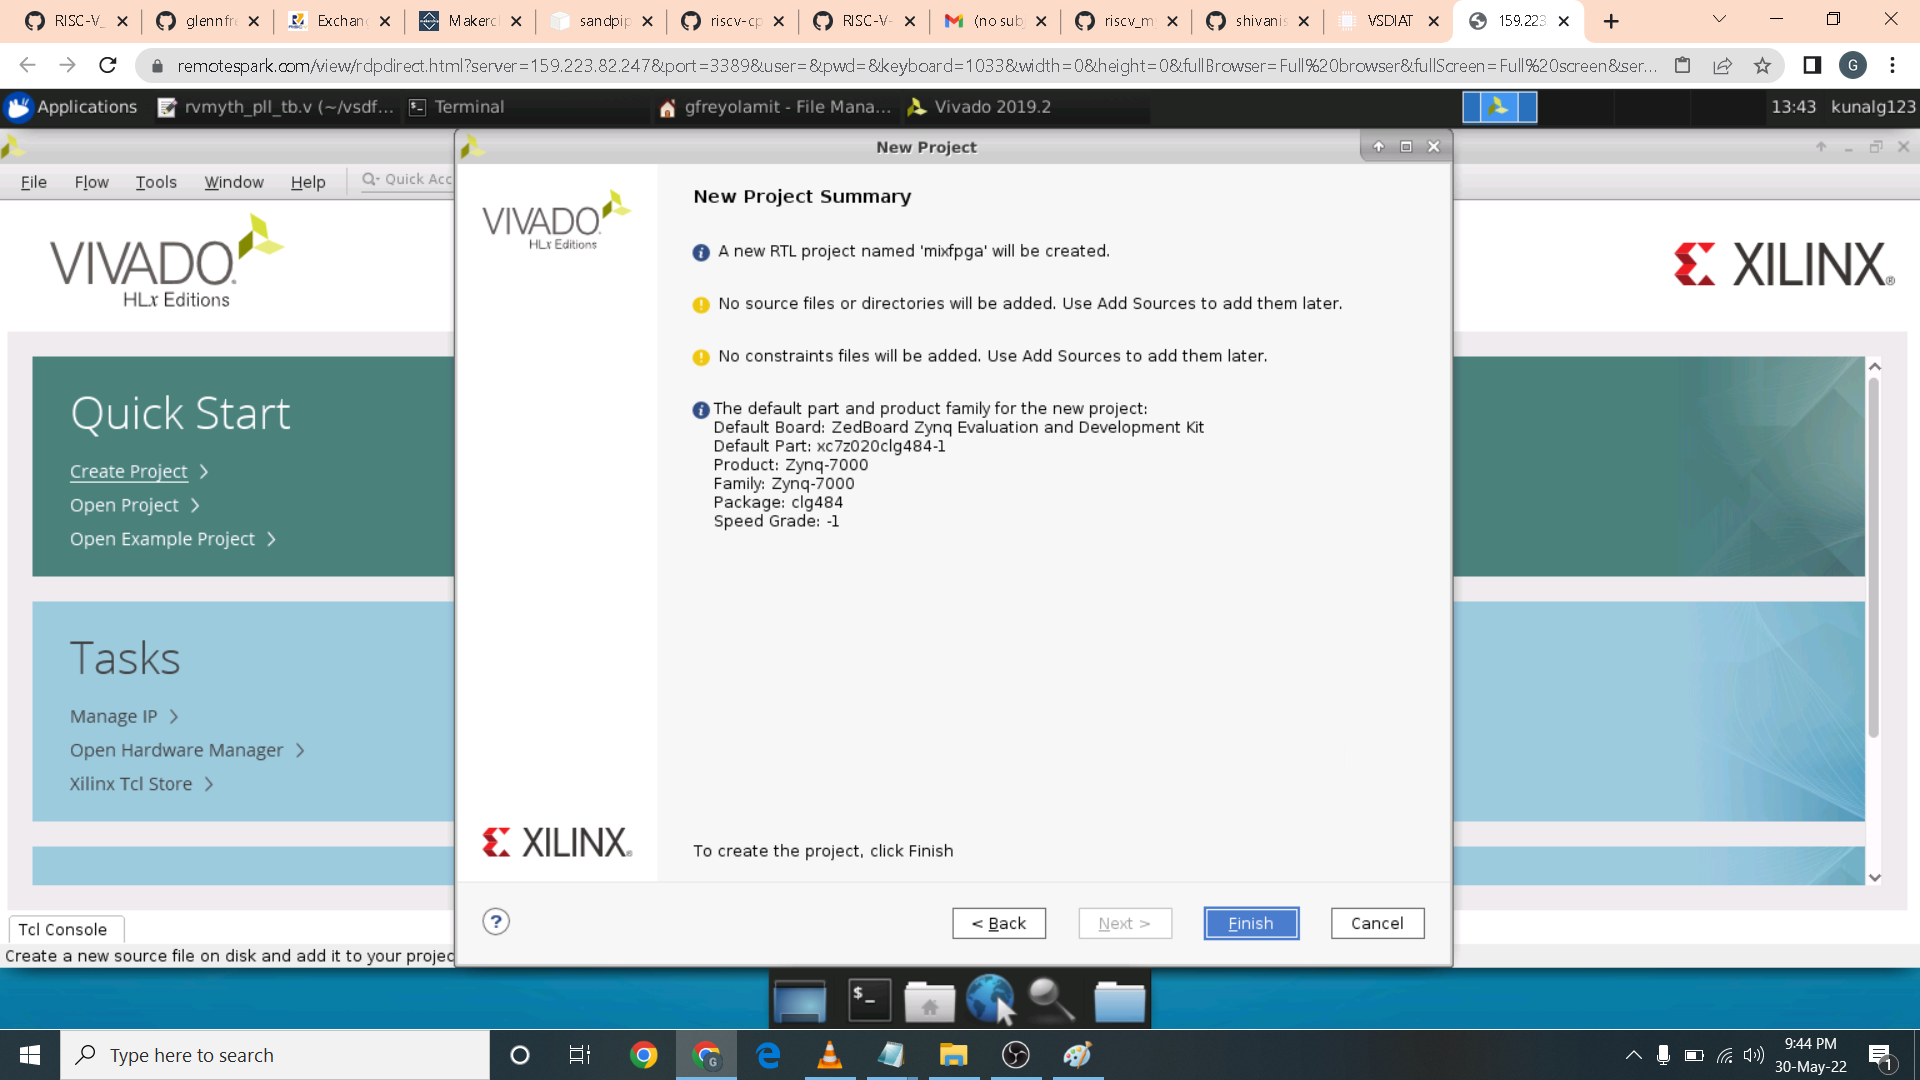 RISC-V_
glennfre
Exchang
Makerch
sandpip
riscv-cp
RISC-V-
(no subj
riscv_my
shivanis
VSDIAT
159.223.
remotespark.com/view/rdpdirect.html?server=159.223.82.247&port=3389&user=&pwd=&keyboard=1033&width=0&height=0&fullBrowser=Full%20browser&fullScreen=Full%20screen&ser...
G
Applications
rvmyth_pll_tb.v (~/vsdf...
Terminal
gfreyolamit - File Mana...
Vivado 2019.2
13:43
kunalg123
New Project
File
Flow
Tools
Window
Help
Quick Acc
VIVADO
HLx Editions
VIVADO
HLx Editions
XILINX
New Project Summary
A new RTL project named 'mixfpga' will be created.
No source files or directories will be added. Use Add Sources to add them later.
No constraints files will be added. Use Add Sources to add them later.
The default part and product family for the new project:
Default Board: ZedBoard Zynq Evaluation and Development Kit
Default Part: xc7z020clg484-1
Product: Zynq-7000
Family: Zynq-7000
Package: clg484
Speed Grade: -1
Quick Start
Create Project >
Open Project >
Open Example Project >
Tasks
Manage IP >
Open Hardware Manager >
Xilinx Tcl Store >
XILINX
To create the project, click Finish
?
< Back
Next >
Finish
Cancel
Tcl Console
Create a new source file on disk and add it to your projec
$_
Type here to search
G
9:44 PM
30-May-22
1